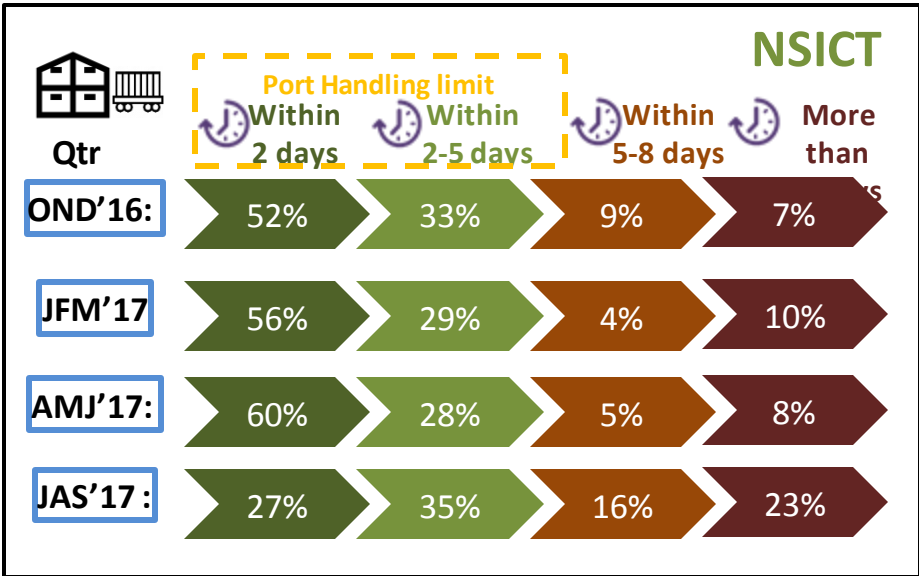 NSICT
Port Handling limit
Qtr
Within
2 days
Within
2-5 days
Within
5-8 days
More
than
OND’16:
52%
33%
9%
7%
JFM’17
56%
29%
4%
10%
AMJ’17:
60%
28%
5%
8%
JAS’17 :
27%
35%
16%
23%